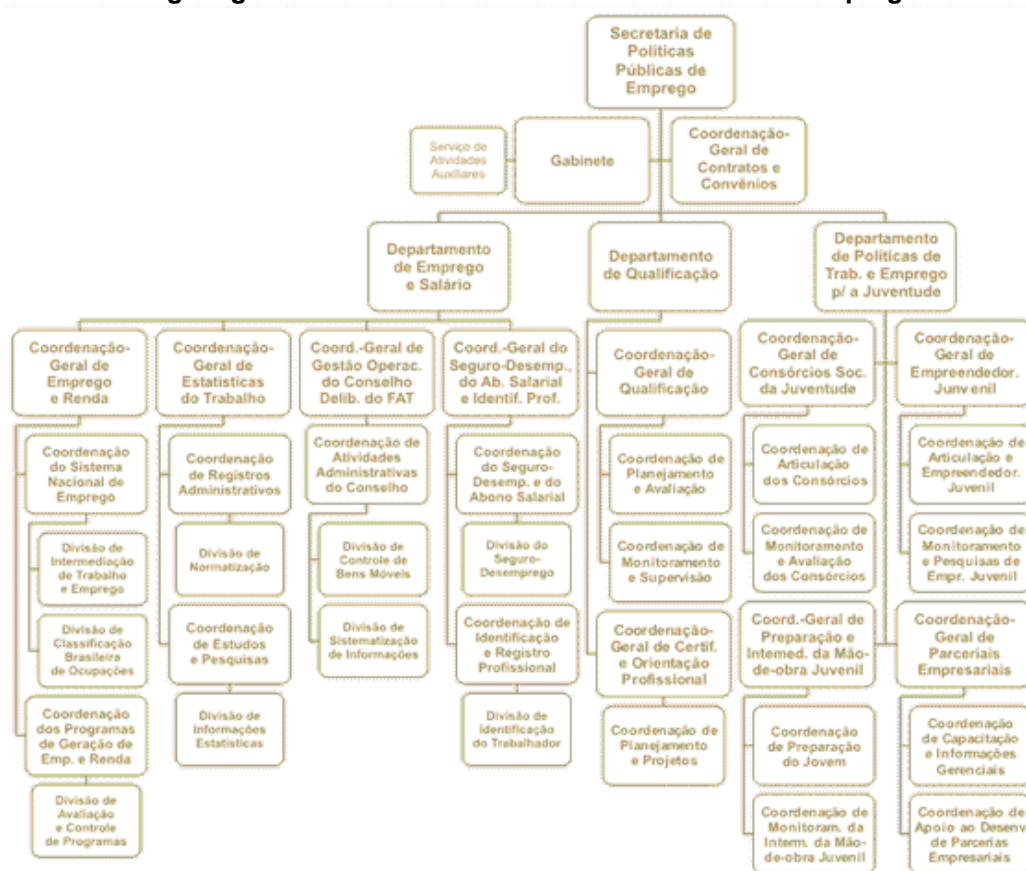 Secretaria de
Políticas
Públicas de
Emprego
Serviço de
Atividades
Auxiliares
Gabinete
Coordenação-
Geral de
Contratos e
Convênios
Departamento
de Emprego
e Salário
Departamento
de Qualificação
Departamento
de Políticas de
Trab. e Emprego
p/ a Juventude
Coordenação-
Geral de
Emprego
e Renda
Coordenação-
Geral de
Estatísticas
do Trabalho
Coord.-Geral de
Gestão Operac.
do Conselho
Delib. do FAT
Coord.-Geral do
Seguro-Desemp.,
do Ab. Salarial
e Identif. Prof.
Coordenação-
Geral de
Qualificação
Coordenação-
Geral de
Consórcios Soc.
da Juventude
Coordenação-
Geral de
Empreendedor.
Junvenil
Coordenação
do Sistema
Nacional de
Emprego
Coordenação
de Registros
Administrativos
Coordenação de
Atividades
Administrativas
do Conselho
Coordenação
do Seguro-
Desemp. e do
Abono Salarial
Coordenação de
Planejamento
e Avaliação
Coordenação de
Articulação
dos Consórcios
Coordenação de
Articulação e
Empreendedor.
Juvenil
Divisão de
Intermediação
de Trabalho
e Emprego
Divisão de
Normatização
Divisão de
Controle de
Bens Móveis
Divisão do
Seguro-
Desemprego
Coordenação de
Monitoramento
e Supervisão
Coordenação de
Monitoramento
e Avaliação
dos Consórcios
Coordenação de
Monitoramento
e Pesquisas de
Empr. Juvenil
Divisão de
Classificação
Brasileira
de Ocupações
Coordenação
de Estudos
e Pesquisas
Divisão de
Sistematização
de Informações
Coordenação de
Identificação
e Registro
Profissional
Coordenação-
Geral de Certif.
e Orientação
Profissional
Coord.-Geral de
Preparação e
Intemed. da Mão-
de-obra Juvenil
Coordenação-
Geral de
Parcerias
Empresariais
Coordenação
dos Programas
de Geração de
Emp. e Renda
Divisão de
Informações
Estatísticas
Divisão de
Identificação
do Trabalhador
Coordenação de
Planejamento
e Projetos
Coordenação
de Preparação
do Jovem
Coordenação
de Capacitação
e Informações
Gerenciais
Divisão de
Avaliação
e Controle
de Programas
Coordenação de
Monitoram. da
Interm. da Mão-
de-obra Juvenil
Coordenação de
Apoio ao Desenv
de Parcerias
Empresariais